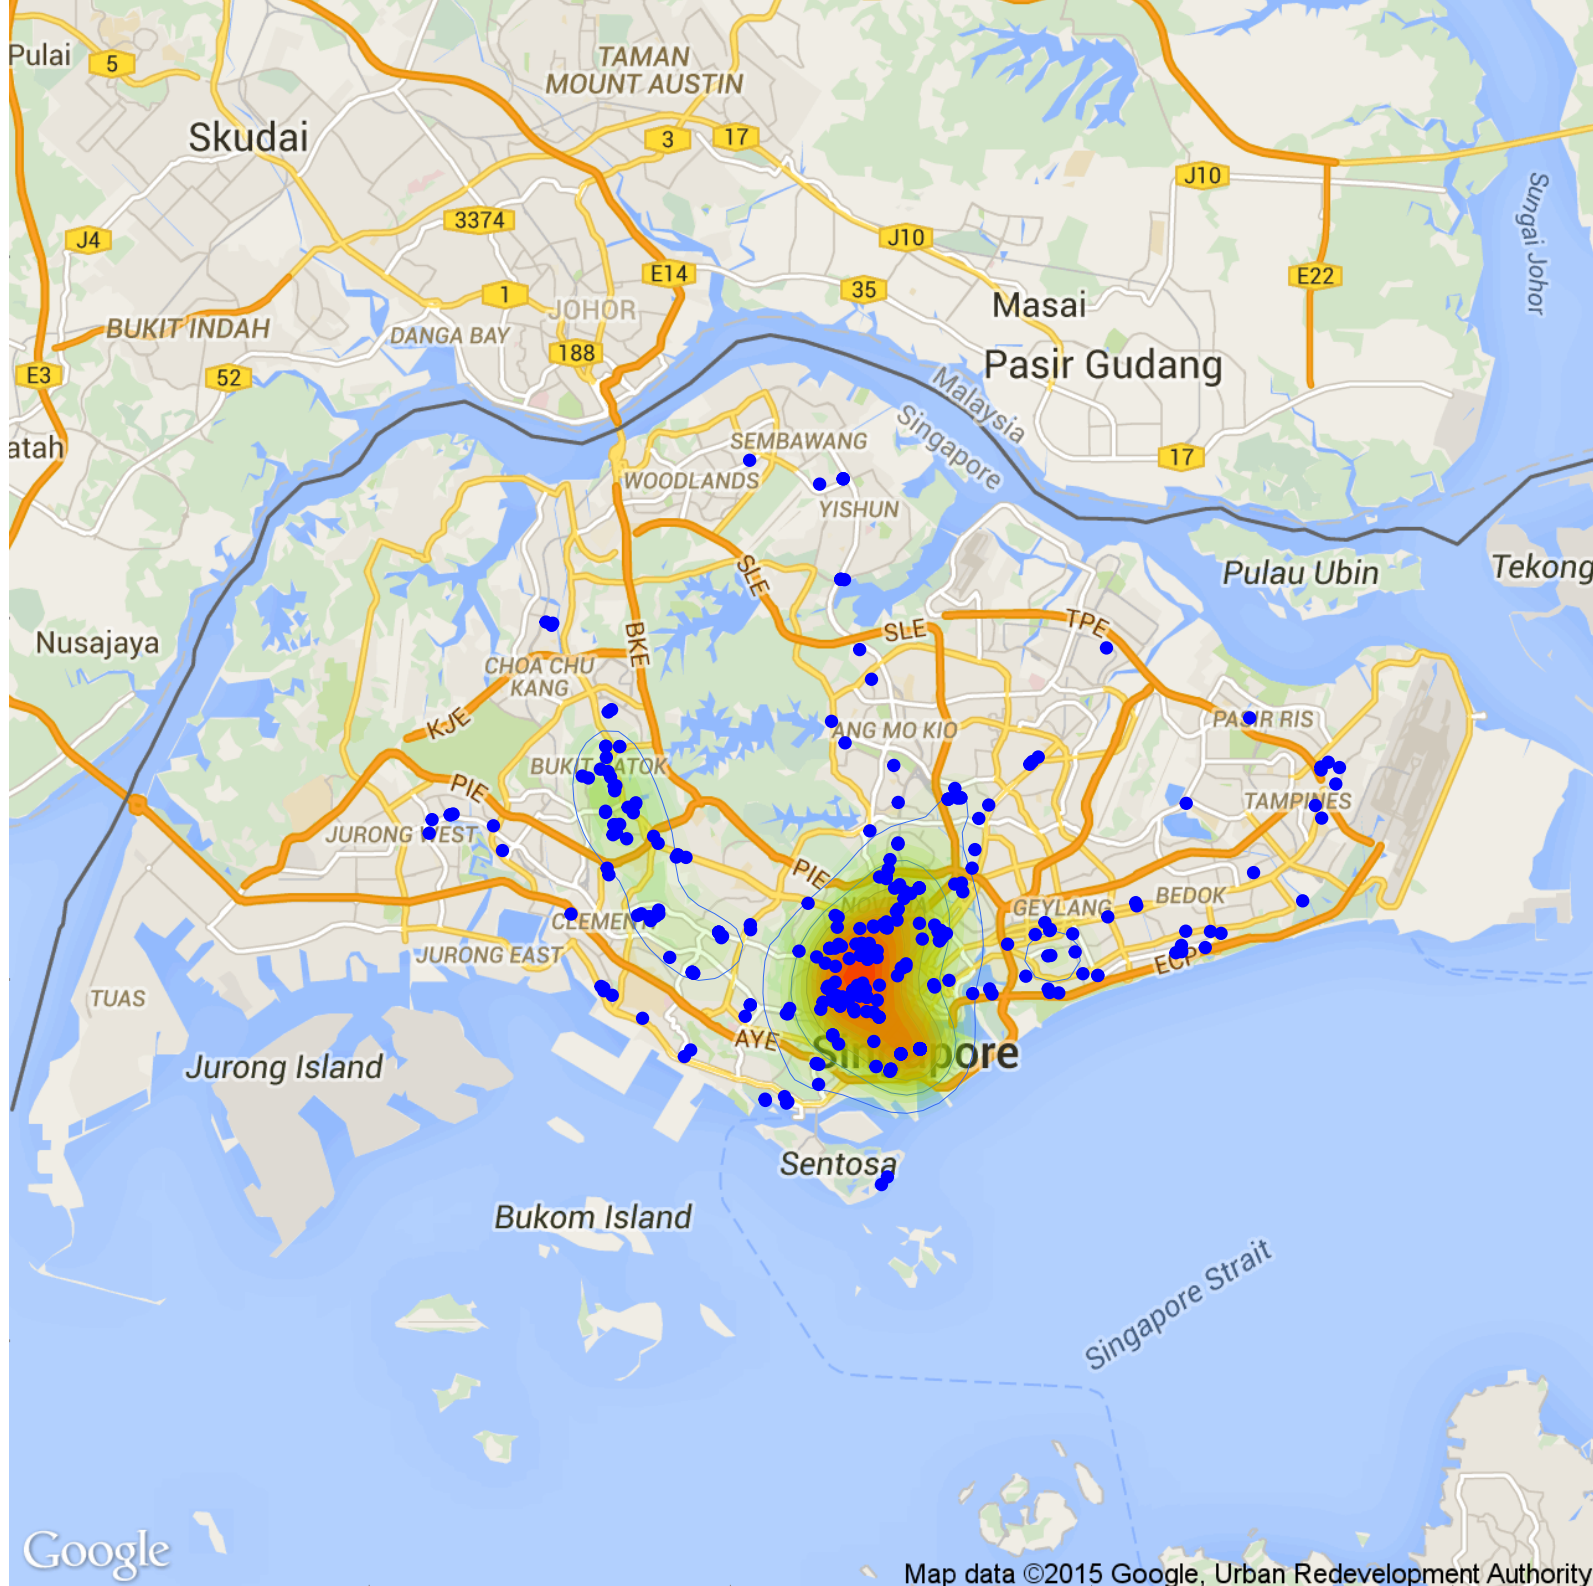 Pulai
5
TAMAN
MOUNT AUSTIN
Skudai
3
17
J10
Sungai Johor
3374
J4
J10
E14
E22
1
35
JOHOR
Masai
BUKIT INDAH
DANGA BAY
188
Pasir Gudang
E3
52
Malaysia
Singapore
atah
SEMBAWANG
17
WOODLANDS
YISHUN
SLE
Pulau Ubin
Tekong
BKE
SLE
TPE
Nusajaya
CHOA CHU
KANG
KJE
ANG MO KIO
PASIR RIS
BUKIT BATOK
PIE
TAMPINES
JURONG WEST
PIE
BEDOK
GEYLANG
CLEMEN
JURONG EAST
ECP
TUAS
AYE
Singapore
Jurong Island
Sentosa
Bukom Island
Singapore Strait
Google
Map data ©2015 Google, Urban Redevelopment Authority